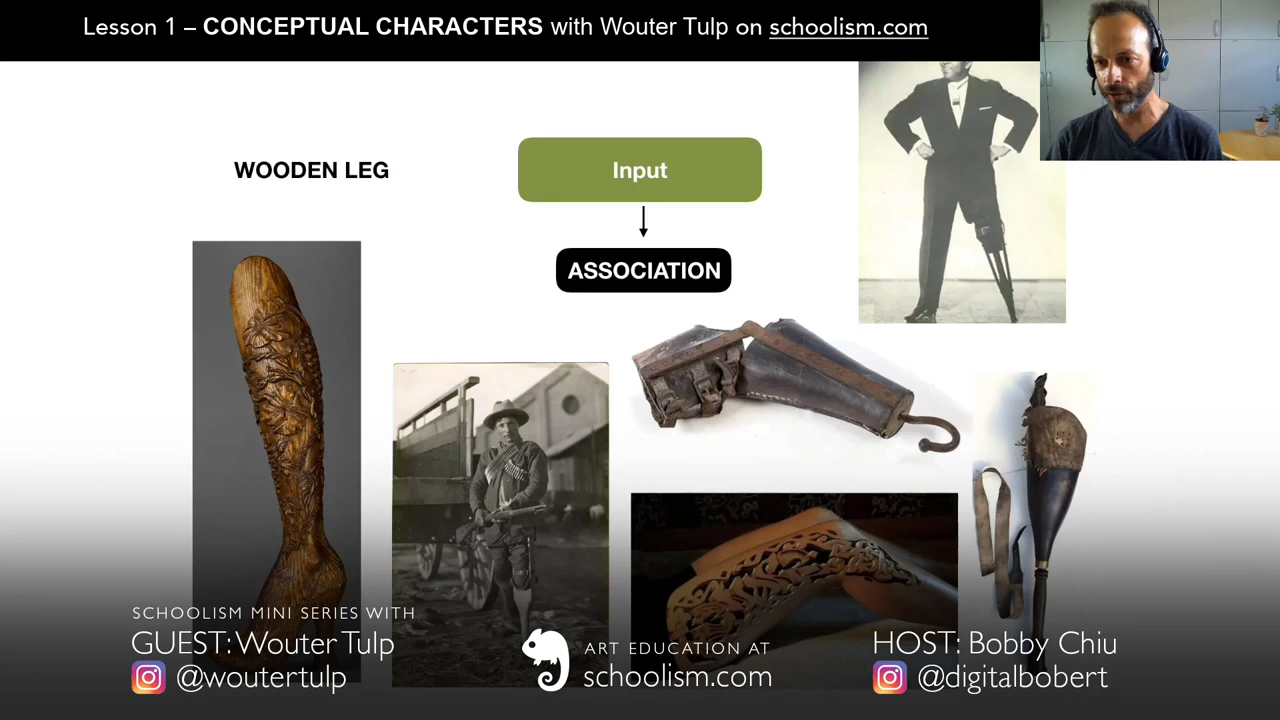 Lesson 1 – CONCEPTUAL CHARACTERS with Wouter Tulp on schoolism.com
WOODEN LEG
Input
ASSOCIATION
SCHOOLISM MINI SERIES WITH
GUEST: Wouter Tulp
@woutertulp
ART EDUCATION AT
schoolism.com
HOST: Bobby Chiu
@digitalbobert